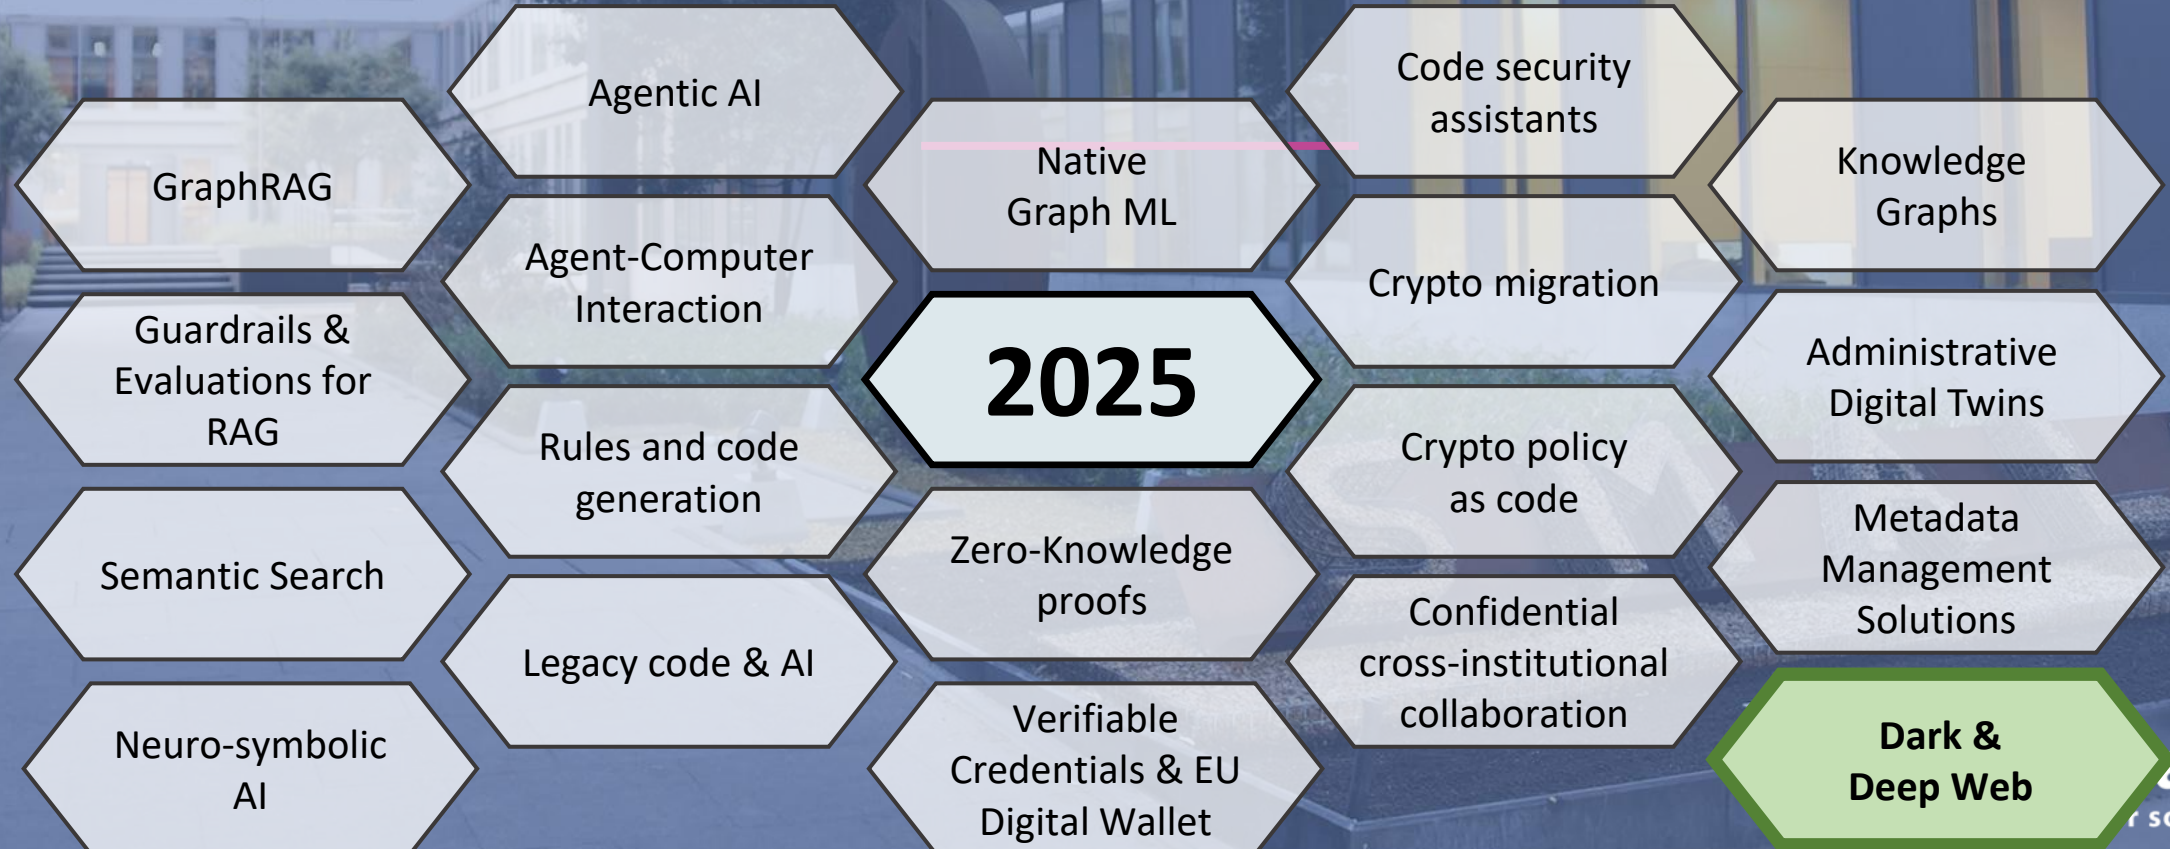 GraphRAG
Guardrails &
Evaluations for
RAG
Semantic Search
Neuro-symbolic
AI
Agentic AI
Agent-Computer
Interaction
Rules and code
generation
Legacy code & AI
Native
Graph ML
2025
Zero-Knowledge
proofs
Verifiable
Credentials & EU
Digital Wallet
Code security
assistants
Crypto migration
Crypto policy
as code
Confidential
cross-institutional
collaboration
Knowledge
Graphs
Administrative
Digital Twins
Metadata
Management
Solutions
Dark &
Deep Web